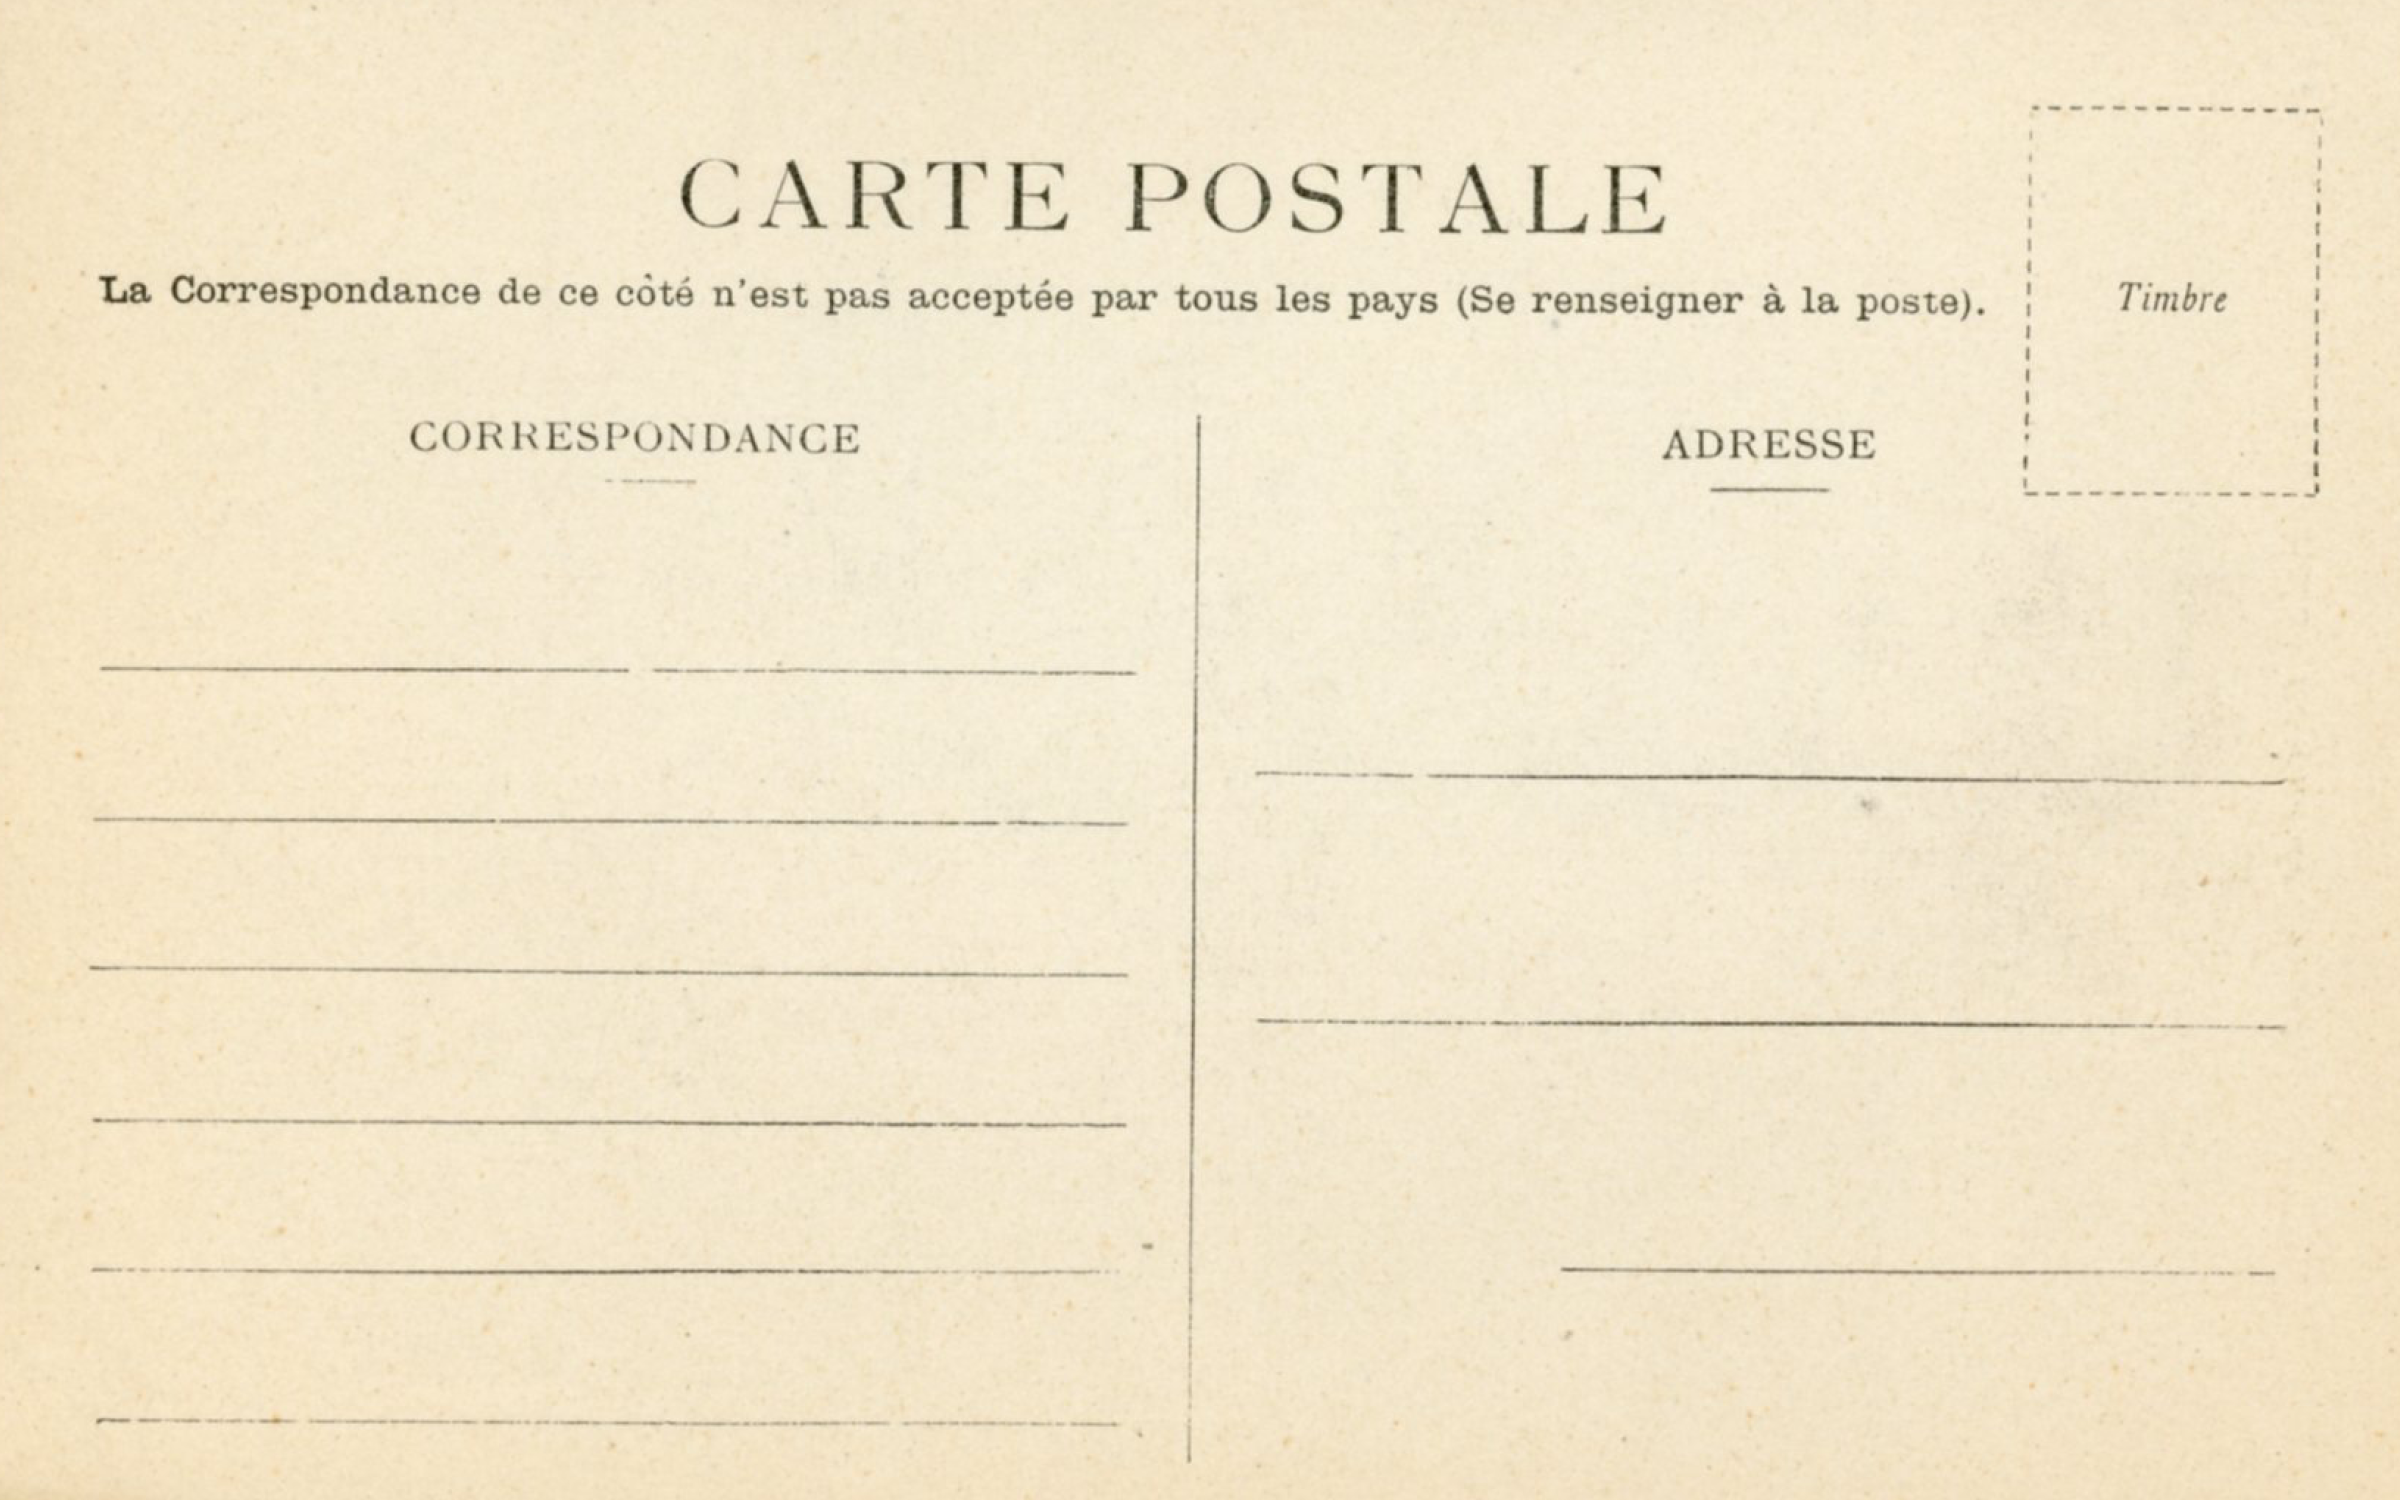 CARTE POSTALE
La Correspondance de ce côté n'est pas acceptée par tous les pays (Se renseigner à la poste).
Timbre
CORRESPONDANCE
ADRESSE